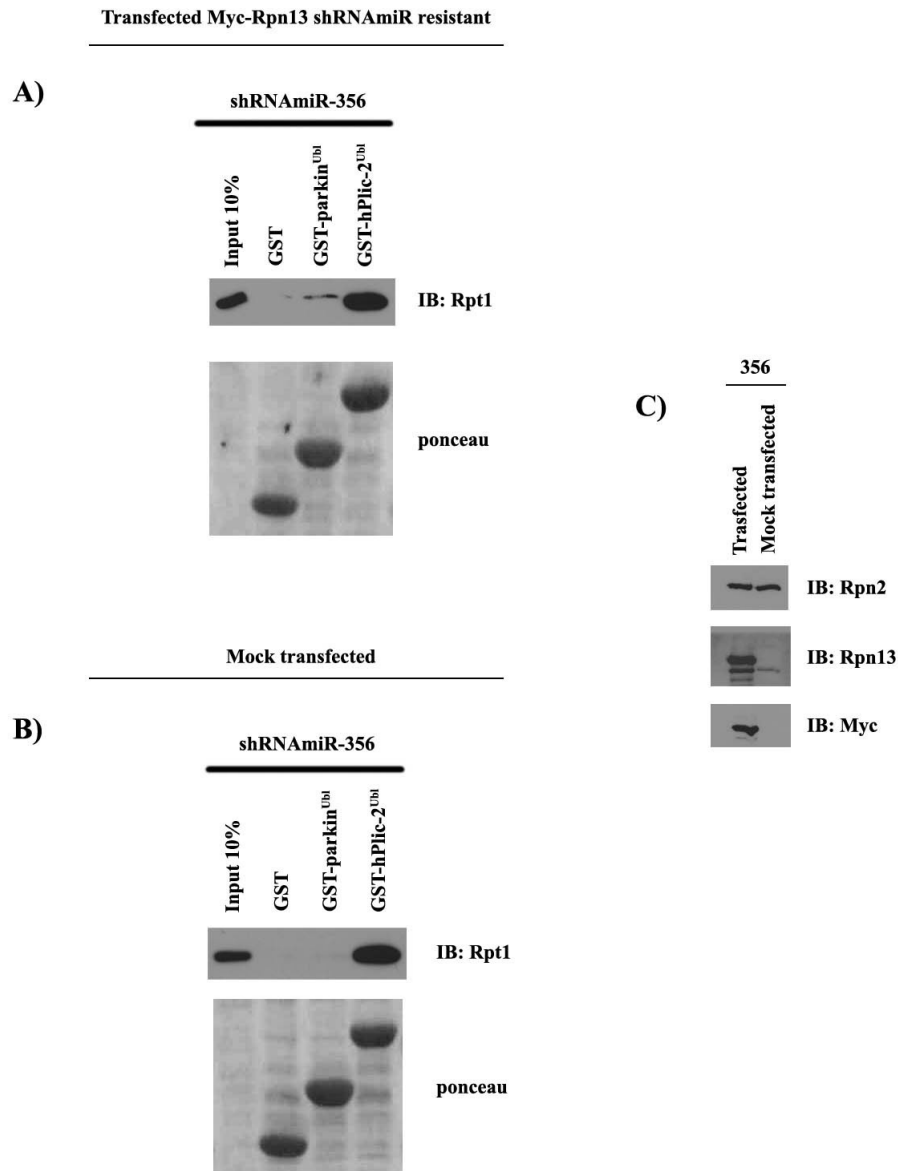 Transfected Myc-Rpn13 shRNAmiR resistant
A)
shRNAmiR-356
Input 10%
GST
GST-parkinUbl
GST-hPlic-2Ubl
IB: Rpt1
ponceau
Mock transfected
B)
shRNAmiR-356
Input 10%
GST
GST-parkinUbl
GST-hPlic-2Ubl
IB: Rpt1
ponceau
C)
356
Trasfected
Mock transfected
IB: Rpn2
IB: Rpn13
IB: Myc